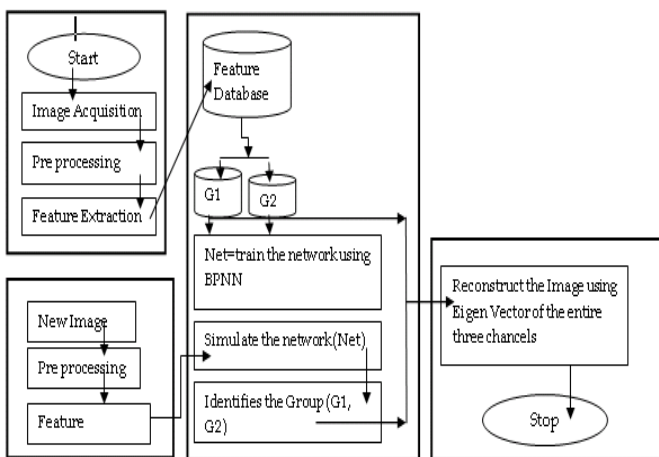 Start
Image Acquisition
Pre processing
Feature Extraction
New Image
Pre processing
Feature
Feature
Database
G1
G2
Net=train the network using
BPNN
Simulate the network(Net)
Identifies the Group (G1,
G2)
Reconstruct the Image using
Eigen Vector of the entire
three chancels
Stop